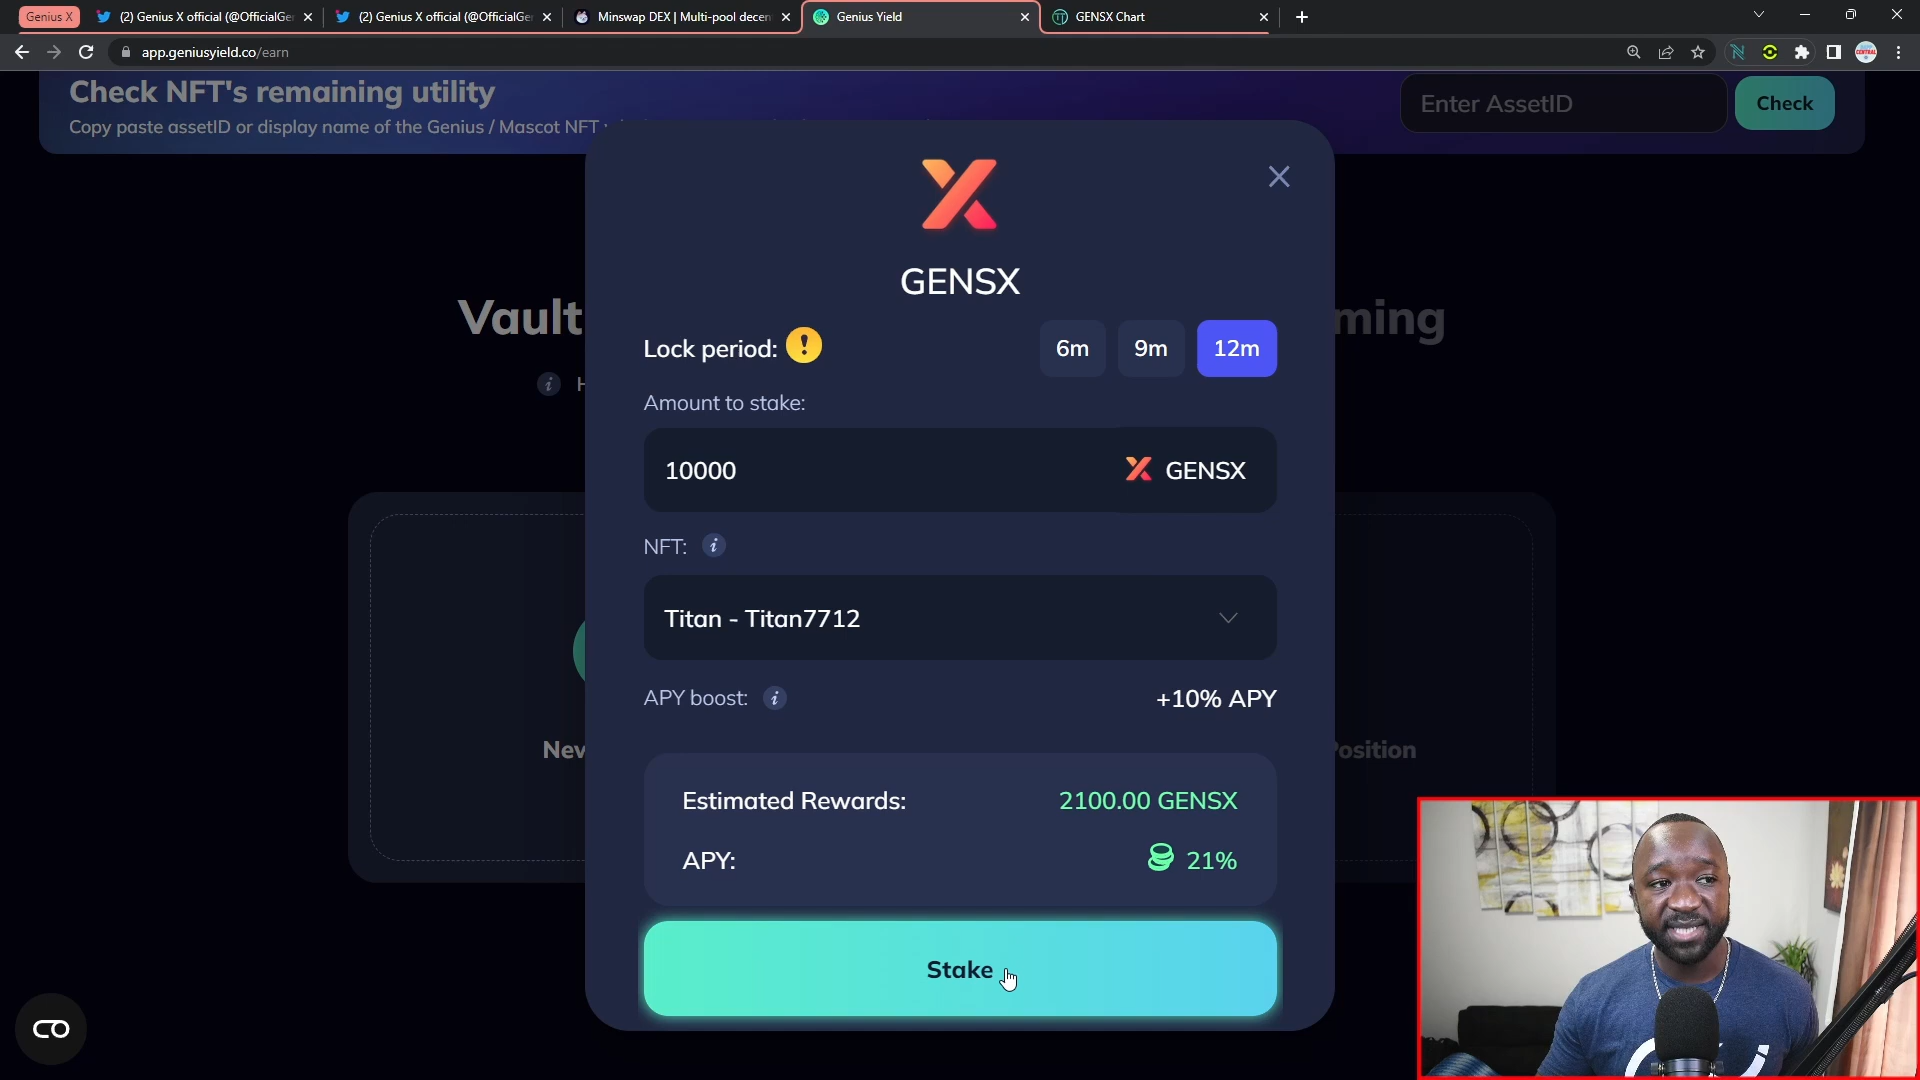 Genius X
(2) Genius X official (@OfficialGe
(2) Genius X official (@OfficialGe
Minswap DEX | Multi-pool decen
Genius Yield
GENSX Chart
app.geniusyield.co/earn
Check NFT's remaining utility
Copy paste assetID or display name of the Genius / Mascot NFT
Enter AssetID
Check
GENSX
Vault
ming
Lock period:
6m
9m
12m
Amount to stake:
10000
GENSX
NFT:
Titan - Titan7712
APY boost:
+10% APY
Estimated Rewards:
2100.00 GENSX
APY:
21%
Stake